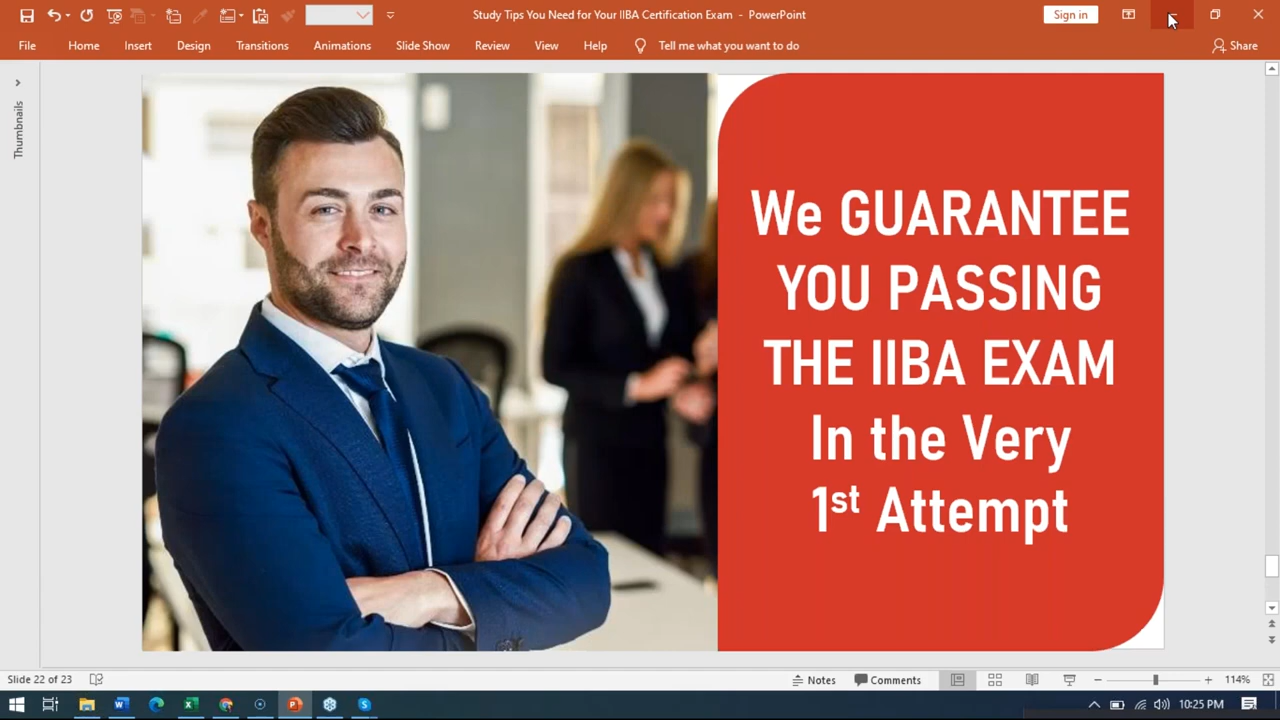 Study Tips You Need for Your IIBA Certification Exam - PowerPoint
Sign in
File Home Insert Design Transitions Animations Slide Show Review View Help Tell me what you want to do Share
Thumbnails
We GUARANTEE
YOU PASSING
THE IIBA EXAM
In the Very
1st Attempt
Slide 22 of 23 Notes Comments 114%
10:25 PM